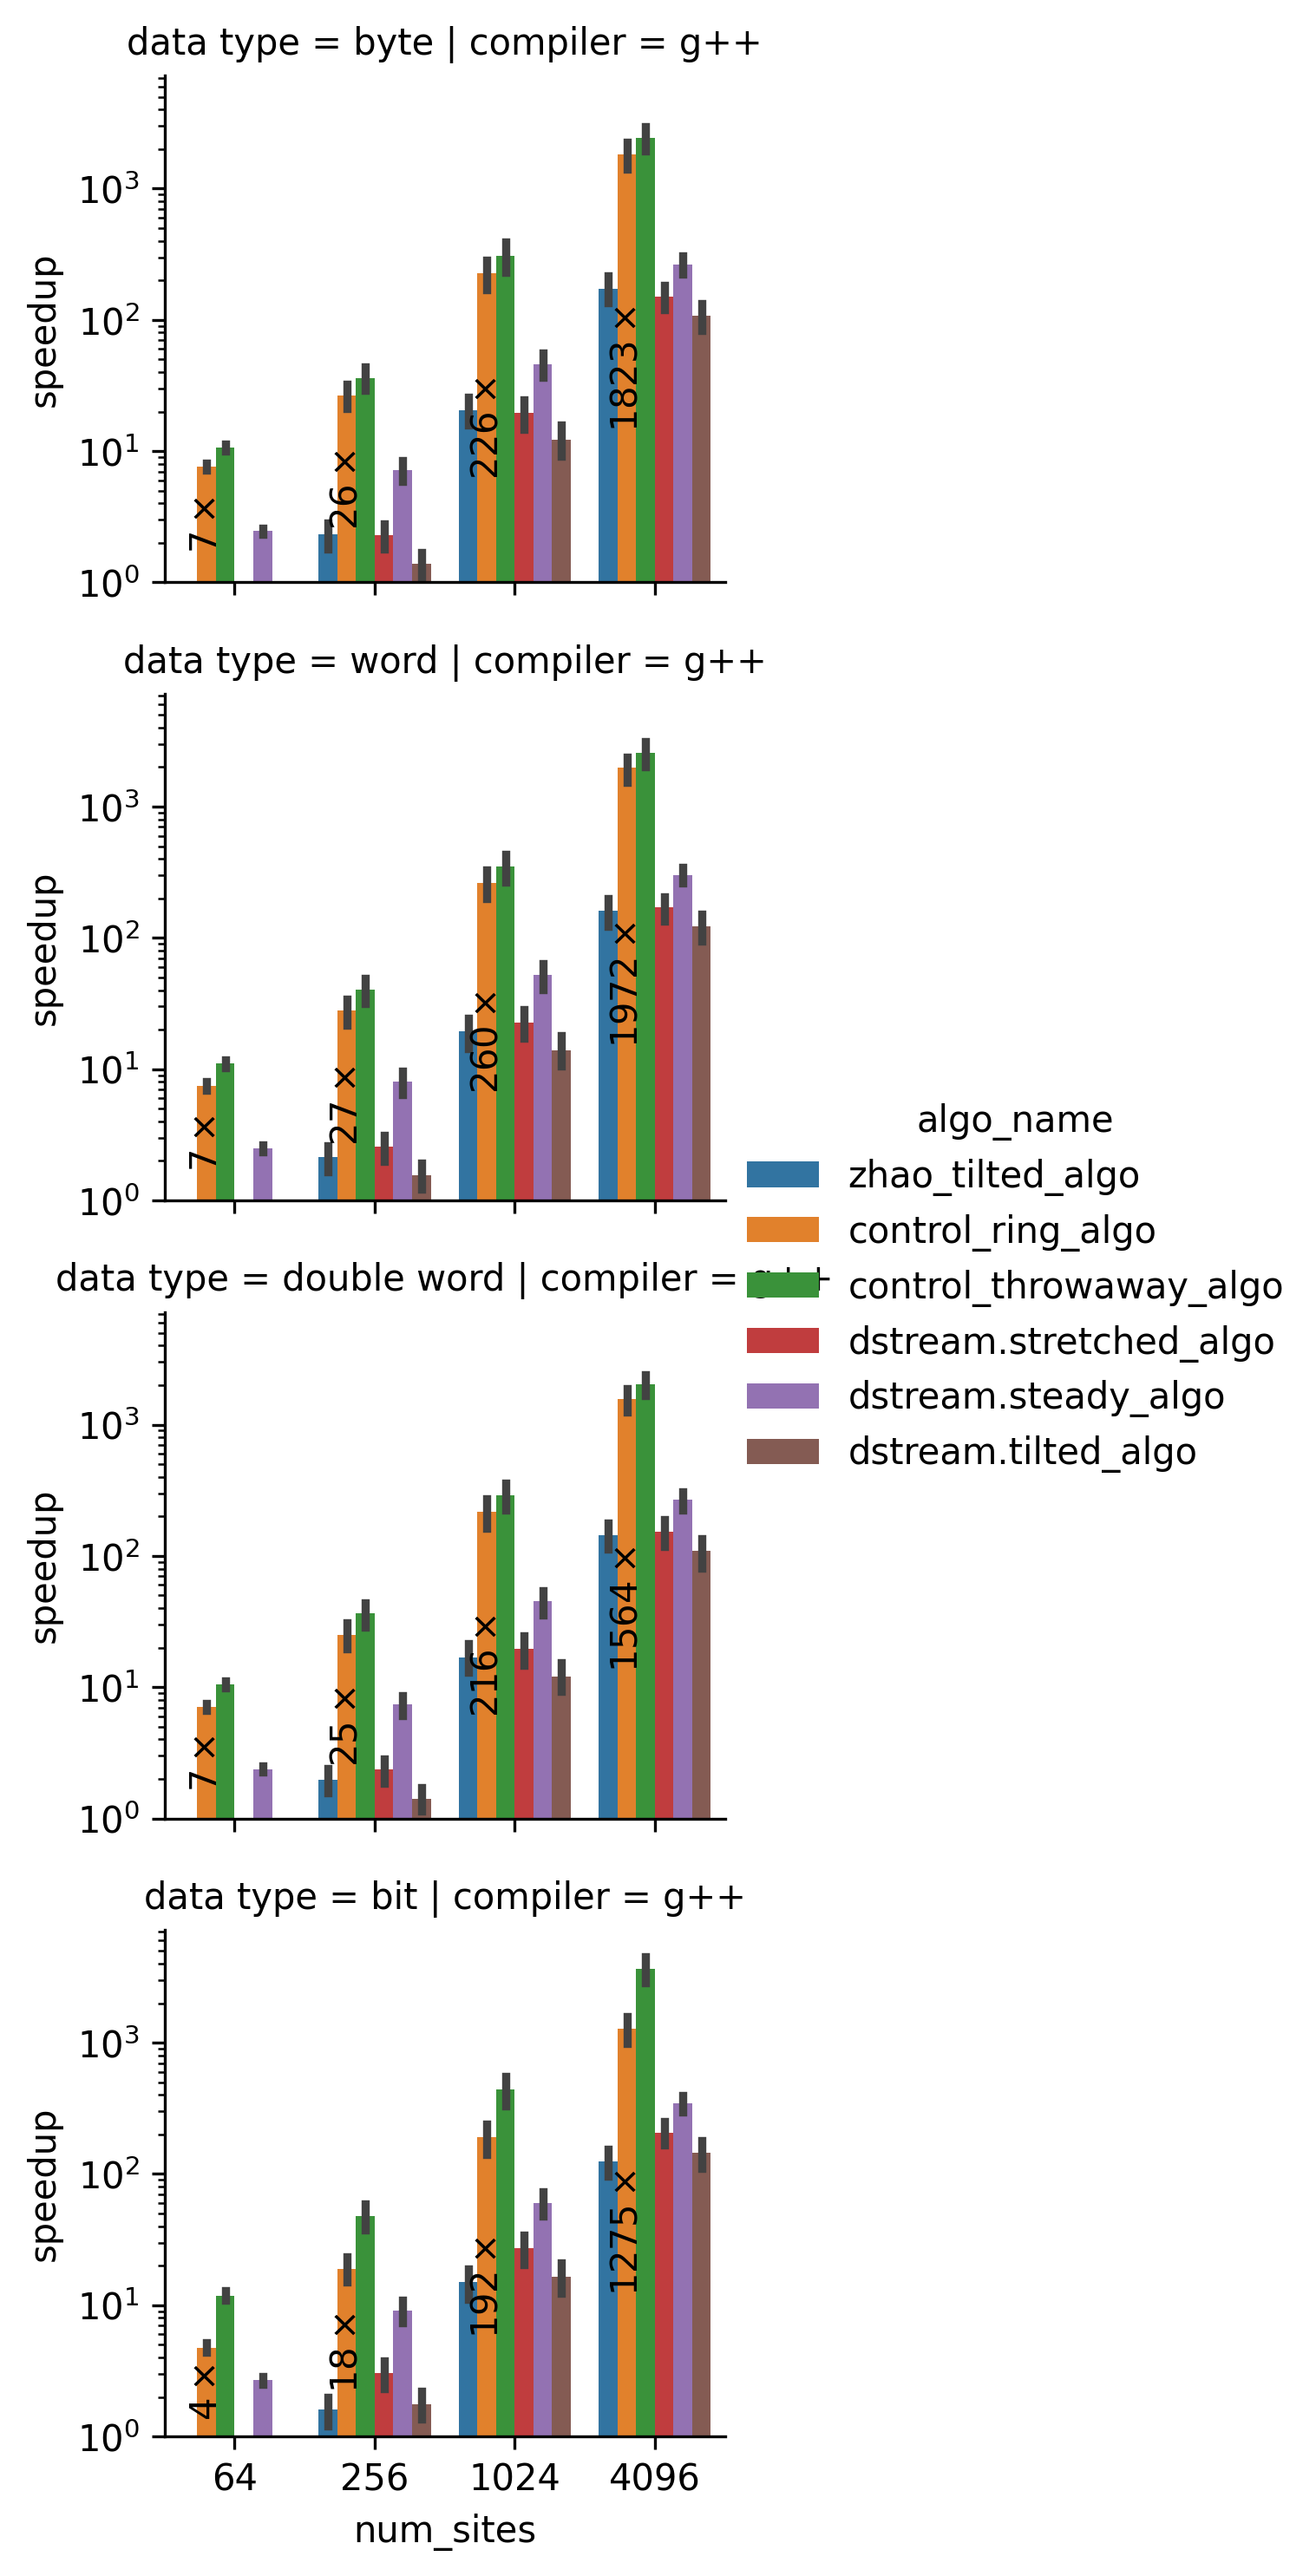 data type = byte | compiler = g++
speedup
10³
10²
10¹
10⁰
7 ×
26 ×
226 ×
1823 ×
data type = word | compiler = g++
speedup
10³
10²
10¹
10⁰
7 ×
27 ×
260 ×
1972 ×
algo_name
zhao_tilted_algo
control_ring_algo
control_throwaway_algo
dstream.stretched_algo
dstream.steady_algo
dstream.tilted_algo
data type = double word | compiler = g++
speedup
10³
10²
10¹
10⁰
7 ×
25 ×
216 ×
1564 ×
data type = bit | compiler = g++
speedup
10³
10²
10¹
10⁰
4 ×
18 ×
192 ×
1275 ×
64 256 1024 4096
num_sites